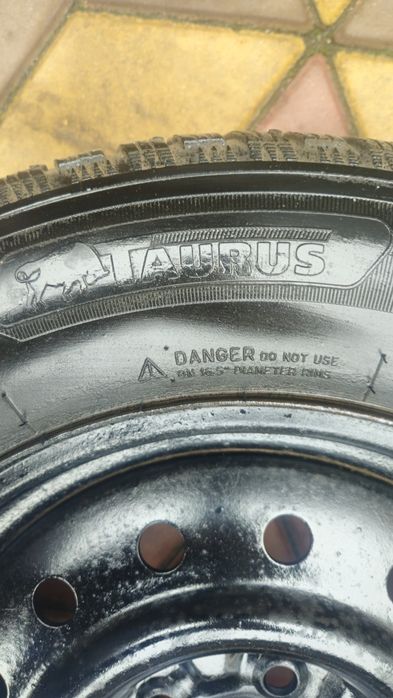 TAURUS
DANGER DO NOT USE
ON 16.5" DIAMETER RIMS